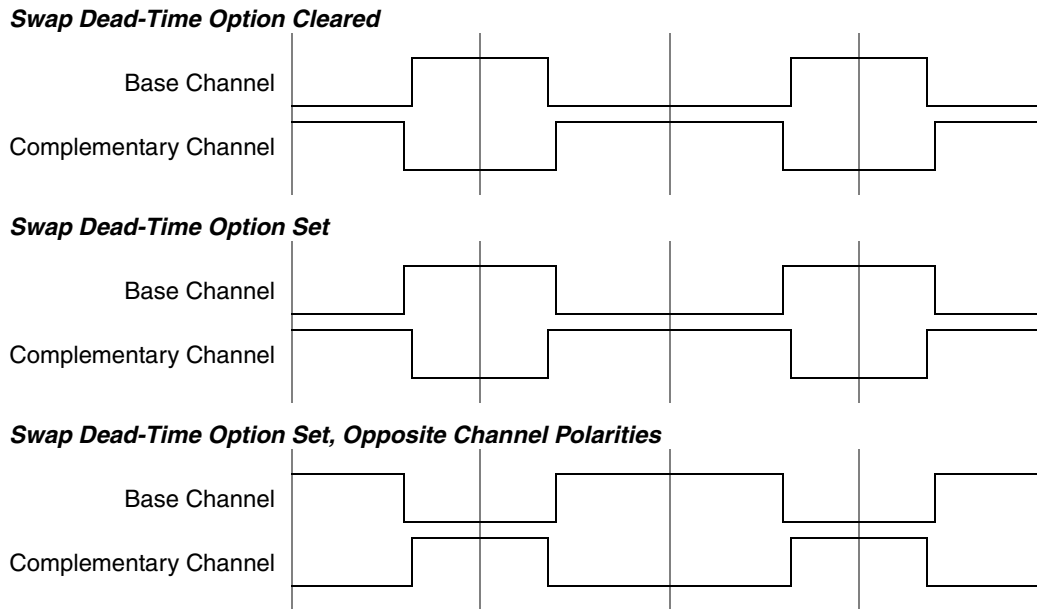 Swap Dead-Time Option Cleared
Base Channel
Complementary Channel
Swap Dead-Time Option Set
Base Channel
Complementary Channel
Swap Dead-Time Option Set, Opposite Channel Polarities
Base Channel
Complementary Channel